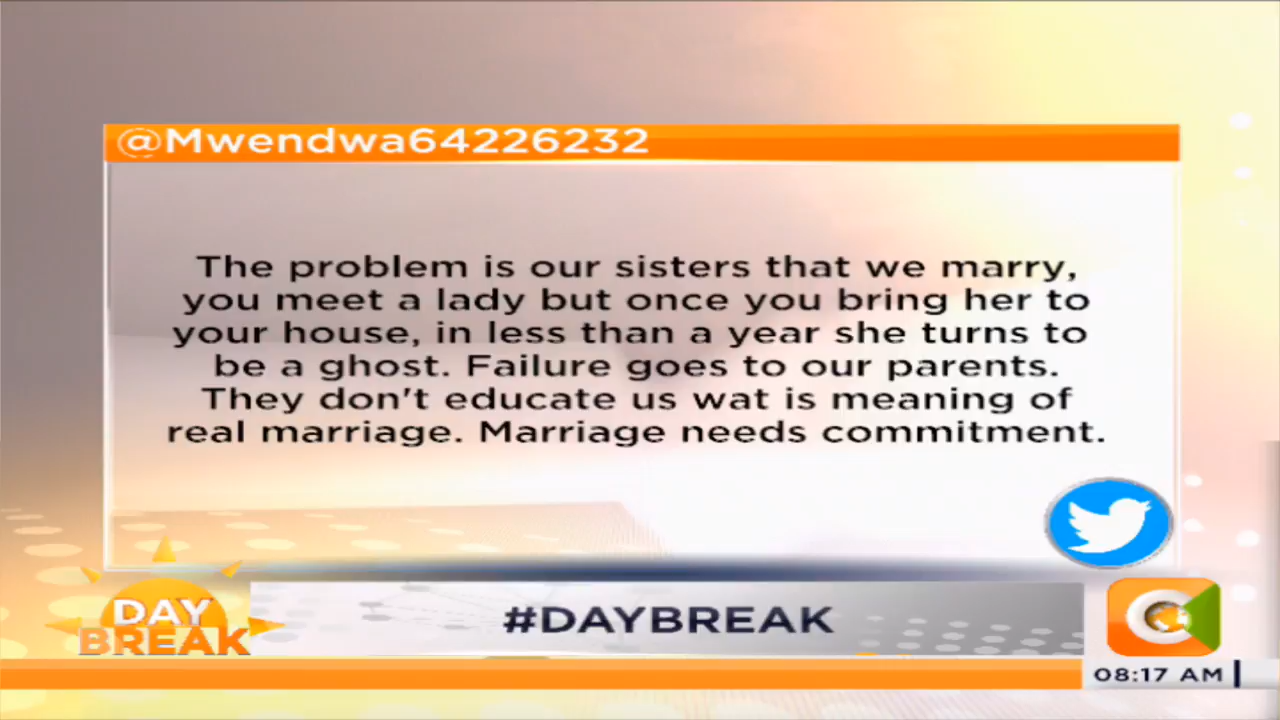 @Mwendwa64226232
The problem is our sisters that we marry,
you meet a lady but once you bring her to
your house, in less than a year she turns to
be a ghost. Failure goes to our parents.
They don't educate us wat is meaning of
real marriage. Marriage needs commitment.
DAY
BREAK
#DAYBREAK
08:17 AM